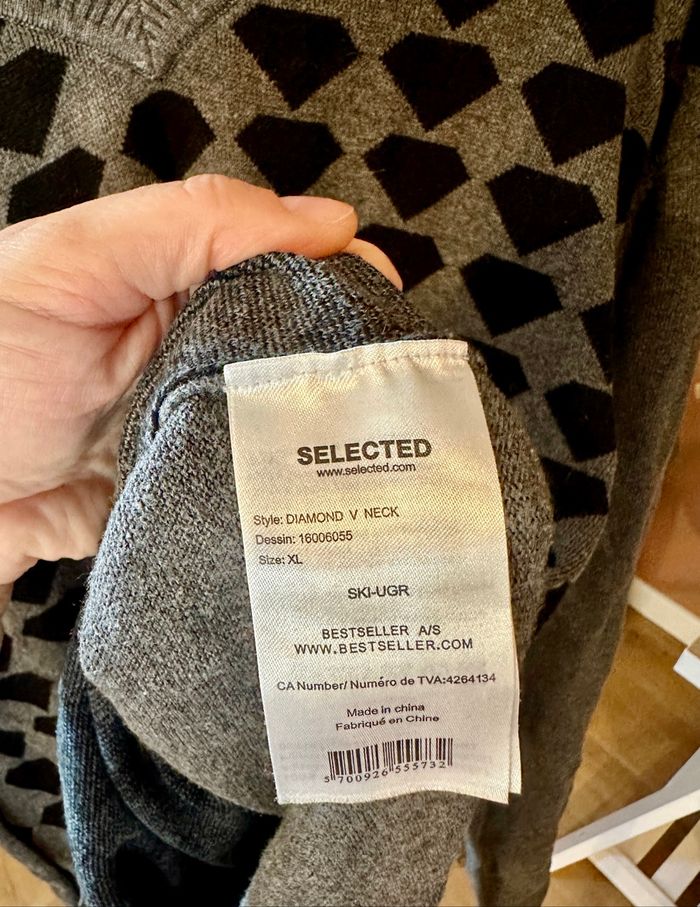 SELECTED
www.selected.com
Style: DIAMOND V NECK
Dessin: 16006055
Size: XL
SKI-UGR
BESTSELLER A/S
WWW.BESTSELLER.COM
CA Number/ Numéro de TVA:4264134
Made in china
Fabriqué en Chine
5 700926 555732